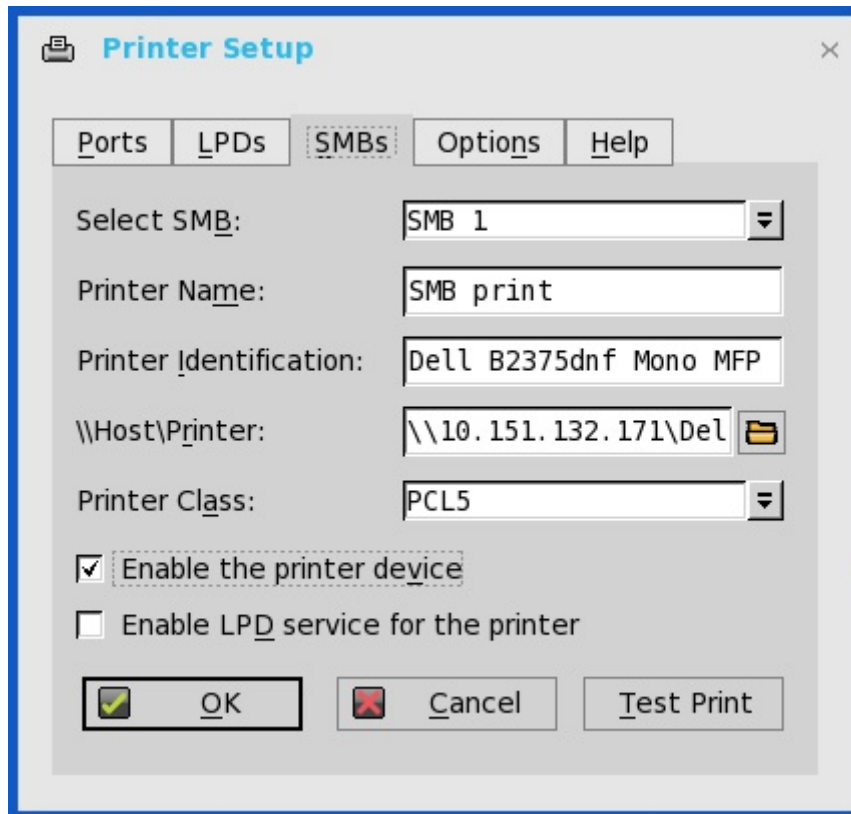 Printer Setup
Ports LPDs SMBs Options Help
Select SMB: SMB 1
Printer Name: SMB print
Printer Identification: Dell B2375dnf Mono MFP
\\Host\Printer: \\10.151.132.171\Del
Printer Class: PCL5
Enable the printer device
Enable LPD service for the printer
OK Cancel Test Print